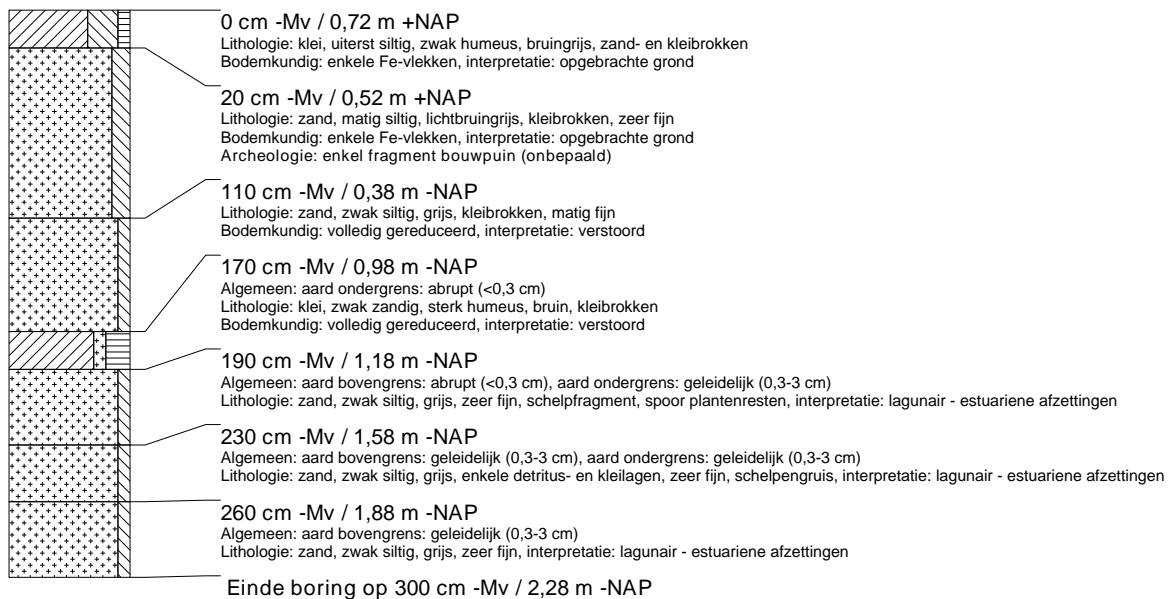 0 cm -Mv / 0,72 m +NAP
Lithologie: klei, uiterst siltig, zwak humeus, bruingrijs, zand- en kleibrokken
Bodemkundig: enkele Fe-vlekken, interpretatie: opgebrachte grond
20 cm -Mv / 0,52 m +NAP
Lithologie: zand, matig siltig, lichtbruingrijs, kleibrokken, zeer fijn
Bodemkundig: enkele Fe-vlekken, interpretatie: opgebrachte grond
Archeologie: enkel fragment bouwpuin (onbepaald)
110 cm -Mv / 0,38 m -NAP
Lithologie: zand, zwak siltig, grijs, kleibrokken, matig fijn
Bodemkundig: volledig gereduceerd, interpretatie: verstoord
170 cm -Mv / 0,98 m -NAP
Algemeen: aard ondergrens: abrupt (<0,3 cm)
Lithologie: klei, zwak zandig, sterk humeus, bruin, kleibrokken
Bodemkundig: volledig gereduceerd, interpretatie: verstoord
190 cm -Mv / 1,18 m -NAP
Algemeen: aard bovengrens: abrupt (<0,3 cm), aard ondergrens: geleidelijk (0,3-3 cm)
Lithologie: zand, zwak siltig, grijs, zeer fijn, schelpfragment, spoor plantenresten, interpretatie: lagunair - estuariene afzettingen
230 cm -Mv / 1,58 m -NAP
Algemeen: aard bovengrens: geleidelijk (0,3-3 cm), aard ondergrens: geleidelijk (0,3-3 cm)
Lithologie: zand, zwak siltig, grijs, enkele detritus- en kleilagen, zeer fijn, schelpengruis, interpretatie: lagunair - estuariene afzettingen
260 cm -Mv / 1,88 m -NAP
Algemeen: aard bovengrens: geleidelijk (0,3-3 cm)
Lithologie: zand, zwak siltig, grijs, zeer fijn, interpretatie: lagunair - estuariene afzettingen
Einde boring op 300 cm -Mv / 2,28 m -NAP